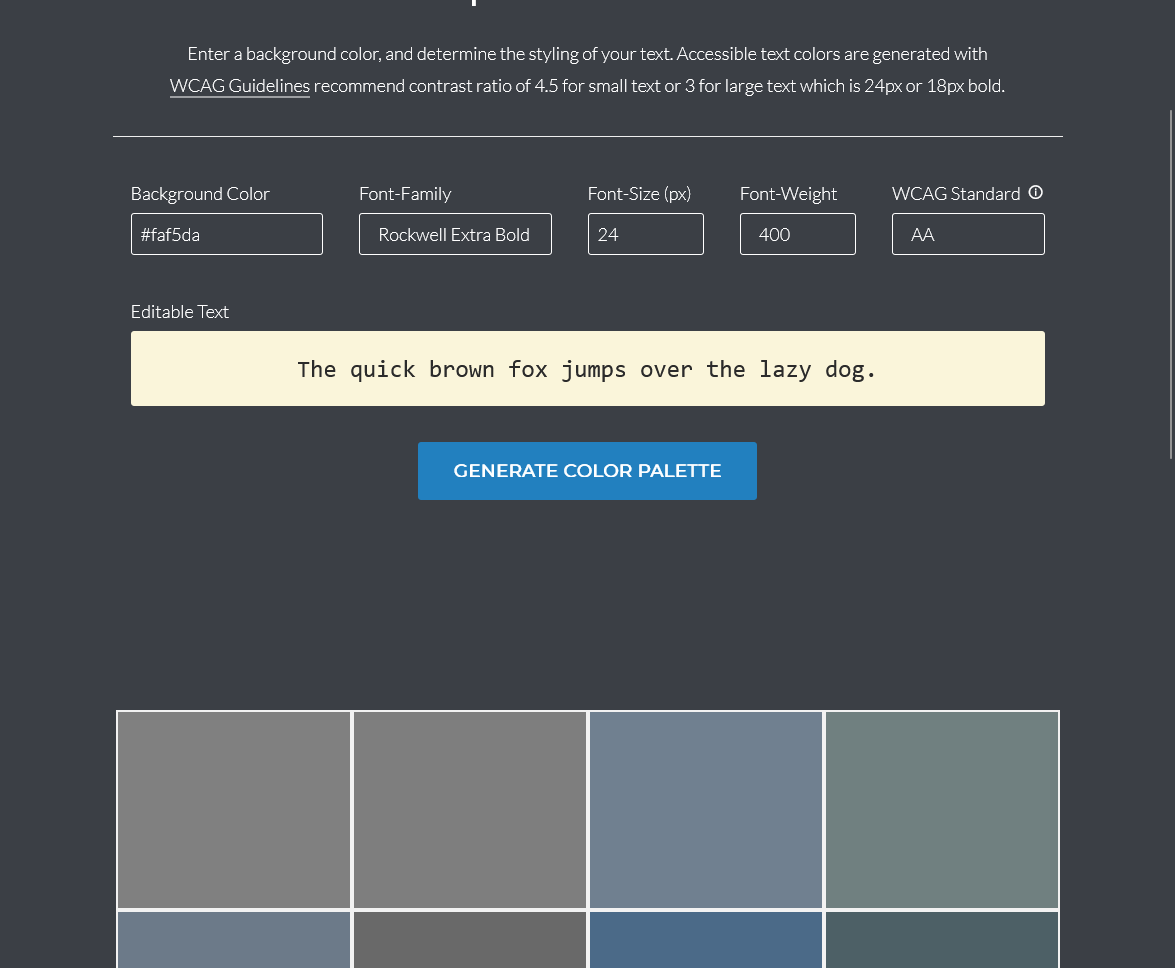 Enter a background color, and determine the styling of your text. Accessible text colors are generated with
WCAG Guidelines recommend contrast ratio of 4.5 for small text or 3 for large text which is 24px or 18px bold.
Background Color
Font-Family
Font-Size (px)
Font-Weight
WCAG Standard
#faf5da
Rockwell Extra Bold
24
400
AA
Editable Text
The quick brown fox jumps over the lazy dog.
GENERATE COLOR PALETTE